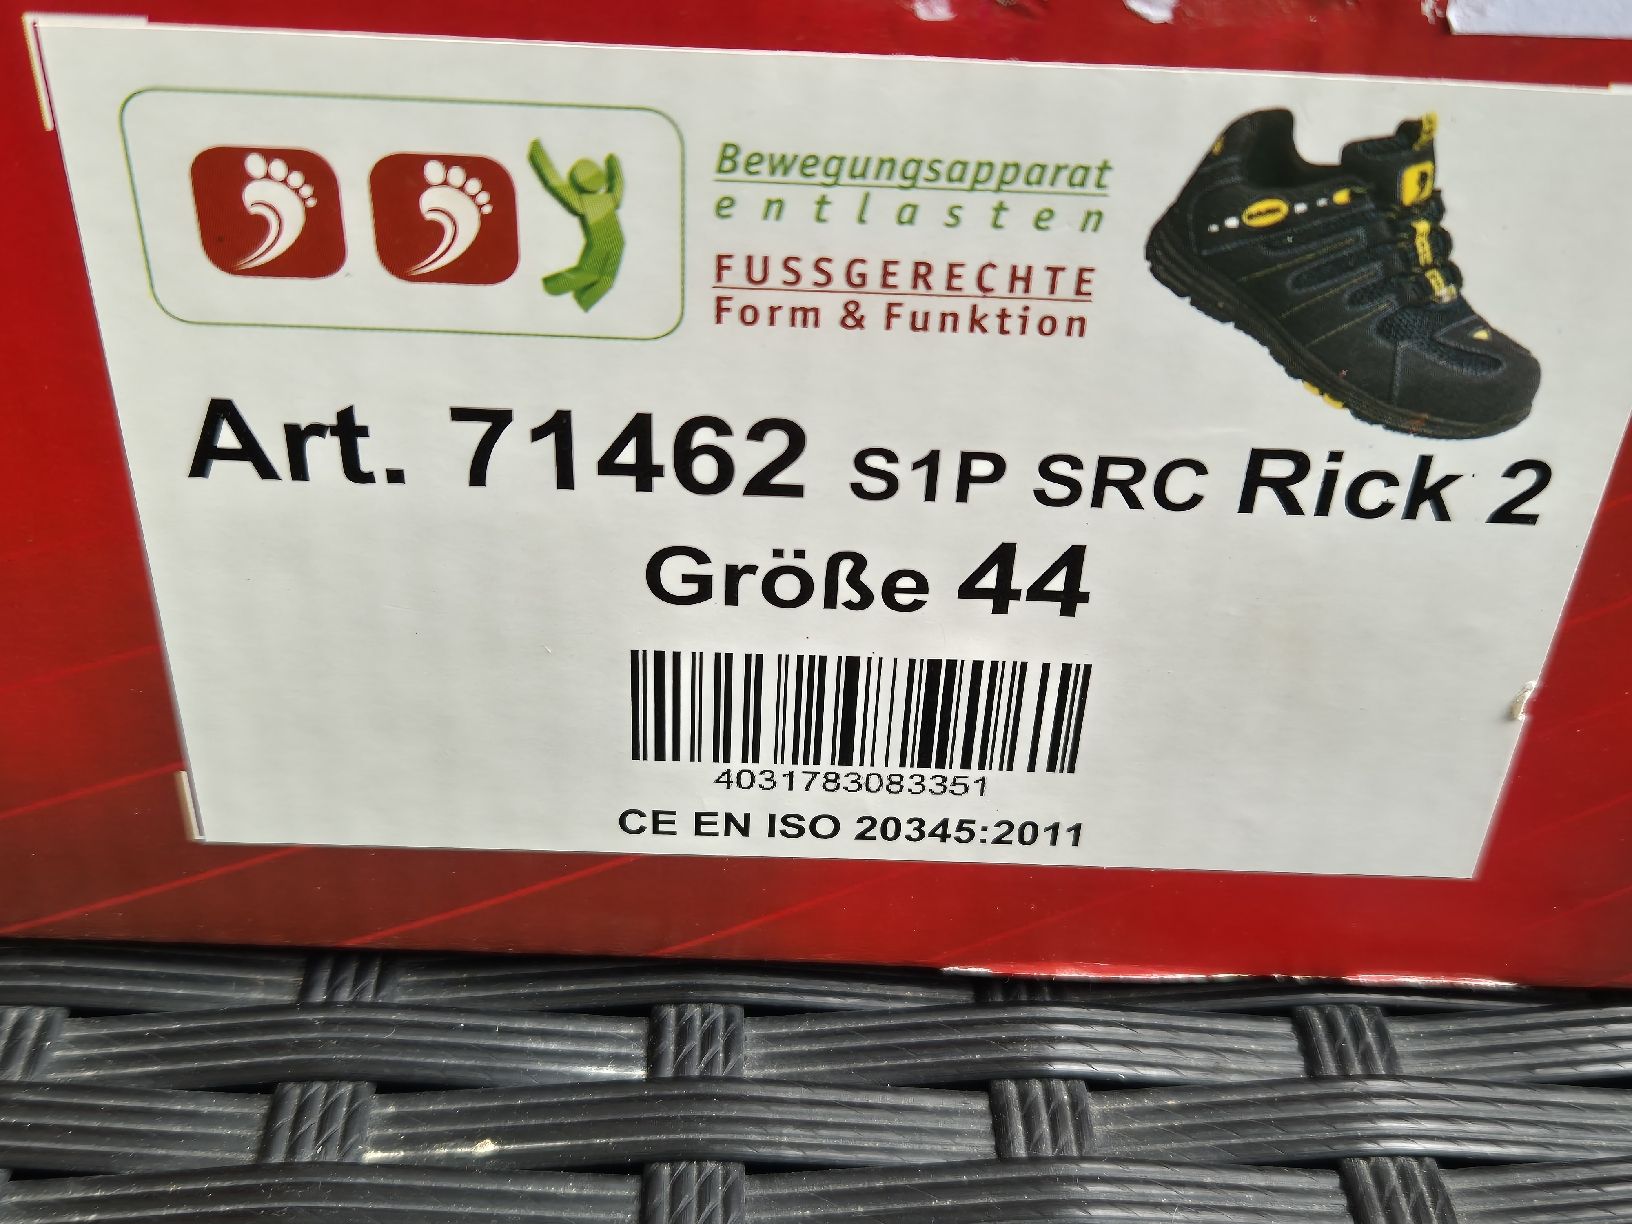 Bewegungsapparat
entlasten
FUSSGERECHTE
Form & Funktion
Art. 71462 S1P SRC Rick 2
Größe 44
4031783083351
CE EN ISO 20345:2011